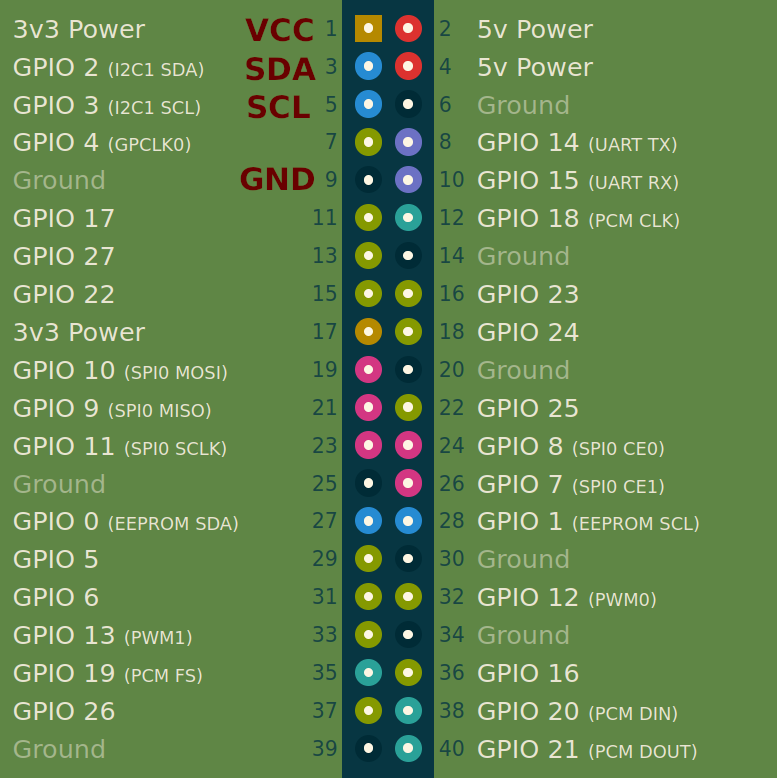 3v3 Power VCC 1 2 5v Power
GPIO 2 (I2C1 SDA) SDA 3 4 5v Power
GPIO 3 (I2C1 SCL) SCL 5 6 Ground
GPIO 4 (GPCLK0) 7 8 GPIO 14 (UART TX)
Ground GND 9 10 GPIO 15 (UART RX)
GPIO 17 11 12 GPIO 18 (PCM CLK)
GPIO 27 13 14 Ground
GPIO 22 15 16 GPIO 23
3v3 Power 17 18 GPIO 24
GPIO 10 (SPI0 MOSI) 19 20 Ground
GPIO 9 (SPI0 MISO) 21 22 GPIO 25
GPIO 11 (SPI0 SCLK) 23 24 GPIO 8 (SPI0 CE0)
Ground 25 26 GPIO 7 (SPI0 CE1)
GPIO 0 (EEPROM SDA) 27 28 GPIO 1 (EEPROM SCL)
GPIO 5 29 30 Ground
GPIO 6 31 32 GPIO 12 (PWM0)
GPIO 13 (PWM1) 33 34 Ground
GPIO 19 (PCM FS) 35 36 GPIO 16
GPIO 26 37 38 GPIO 20 (PCM DIN)
Ground 39 40 GPIO 21 (PCM DOUT)